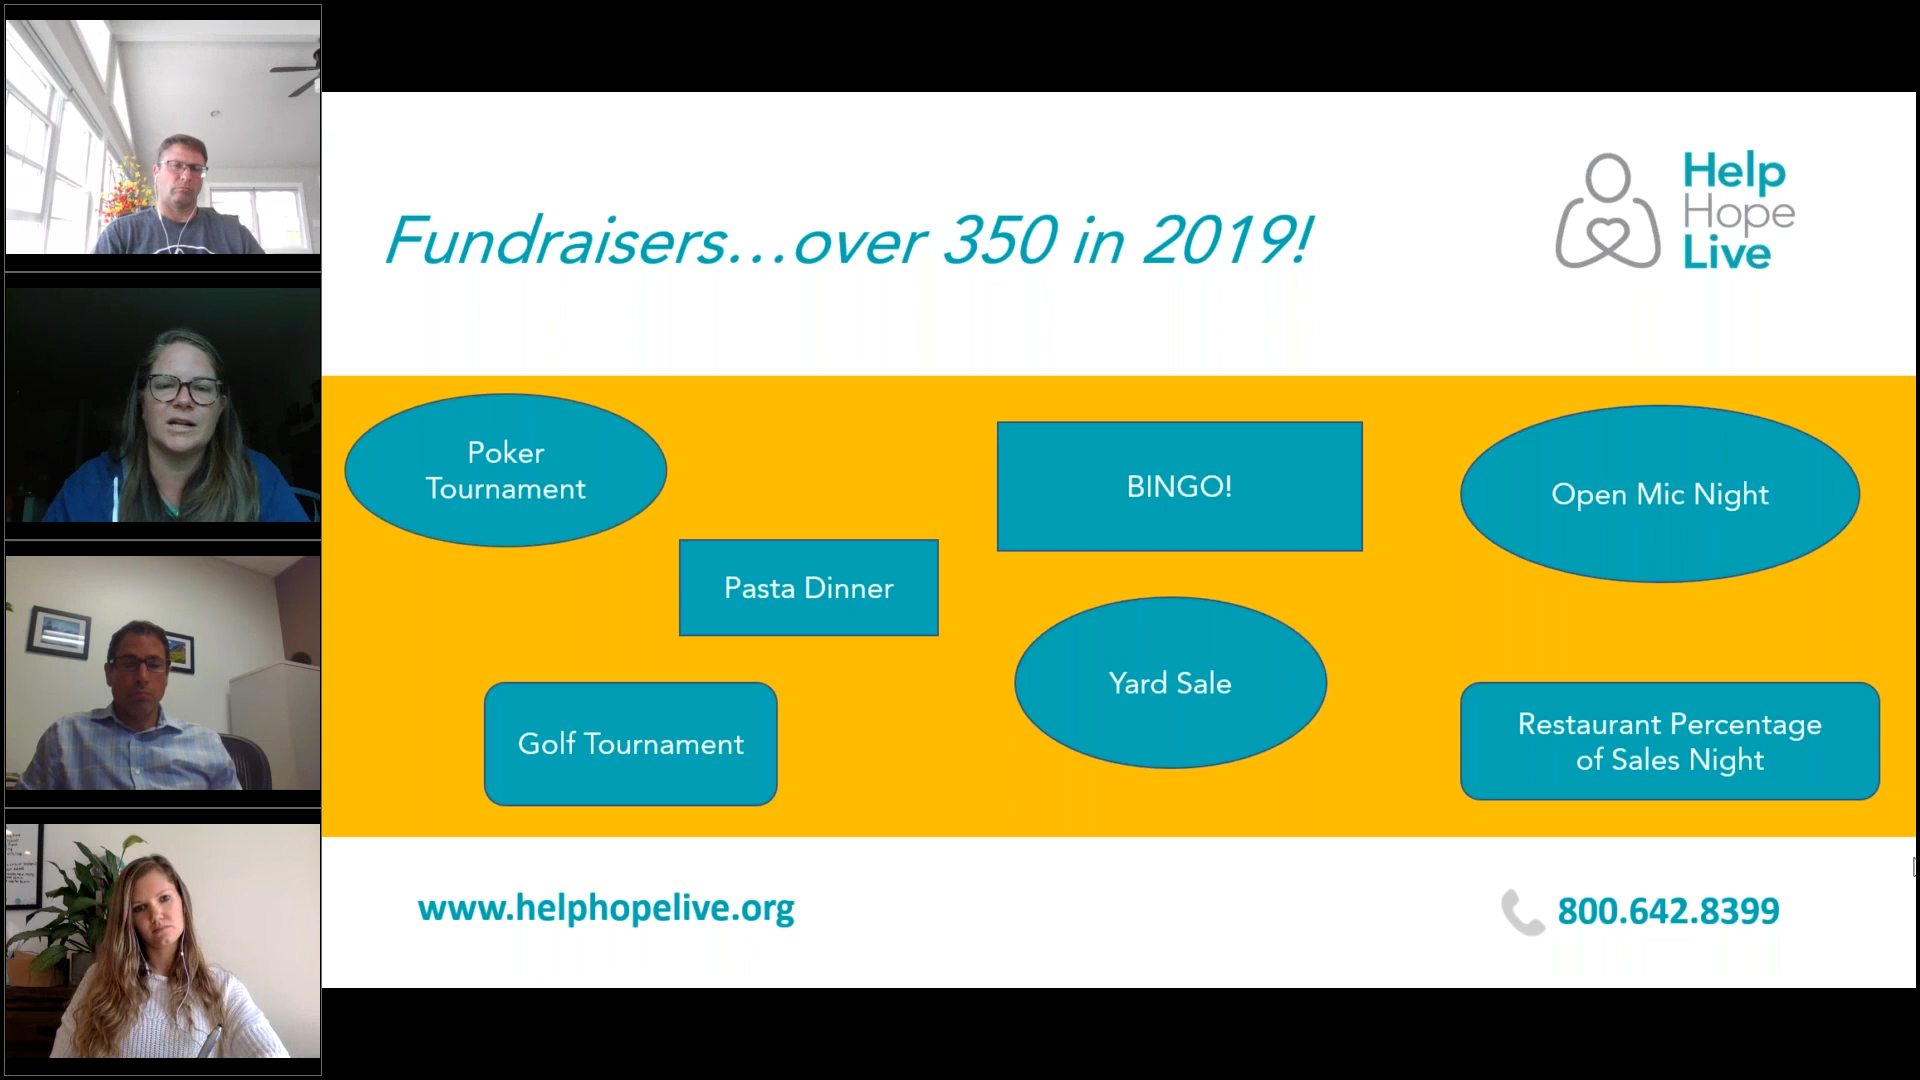 Fundraisers...over 350 in 2019!
Help
Hope
Live
Poker
Tournament
BINGO!
Open Mic Night
Pasta Dinner
Yard Sale
Golf Tournament
Restaurant Percentage
of Sales Night
www.helphopelive.org
800.642.8399